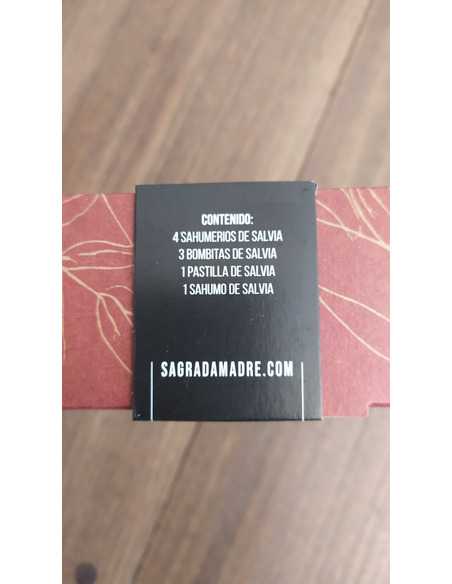 CONTENIDO:
4 SAHUMERIOS DE SALVIA
3 BOMBITAS DE SALVIA
1 PASTILLA DE SALVIA
1 SAHUMO DE SALVIA
SAGRADAMADRE.COM